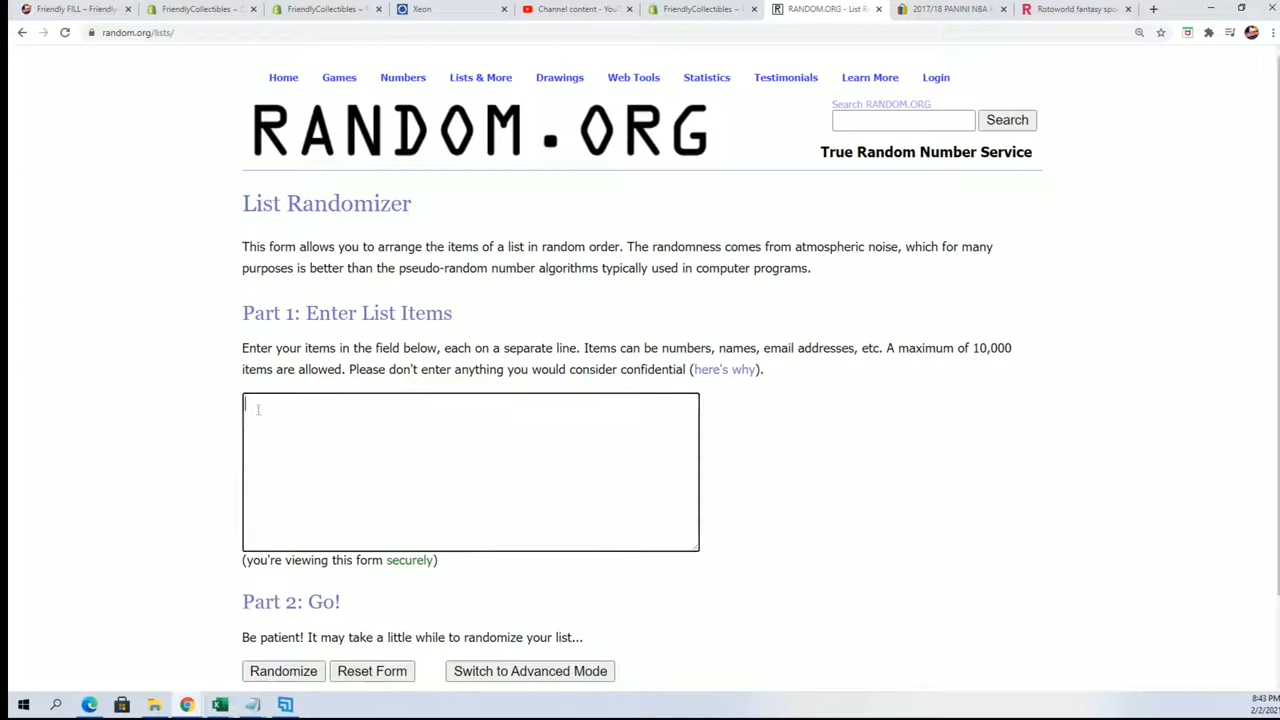 Friendly FILL – Friendly
FriendlyCollectibles ~
FriendlyCollectibles ~
Xeon
Channel content - You
FriendlyCollectibles ~
RANDOM.ORG - List R
2017/18 PANINI NBA
Rotoworld fantasy spo
random.org/lists/
Home Games Numbers Lists & More Drawings Web Tools Statistics Testimonials Learn More Login
RANDOM.ORG
Search RANDOM.ORG
Search
True Random Number Service
List Randomizer
This form allows you to arrange the items of a list in random order. The randomness comes from atmospheric noise, which for many
purposes is better than the pseudo-random number algorithms typically used in computer programs.
Part 1: Enter List Items
Enter your items in the field below, each on a separate line. Items can be numbers, names, email addresses, etc. A maximum of 10,000
items are allowed. Please don't enter anything you would consider confidential (here's why).
(you're viewing this form securely)
Part 2: Go!
Be patient! It may take a little while to randomize your list...
Randomize Reset Form Switch to Advanced Mode
8:43 PM
2/2/202